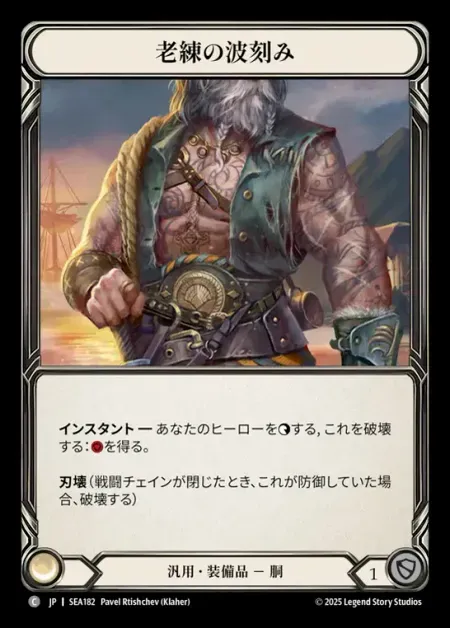 老練の波刻み
インスタント ー あなたのヒーローをする, これを破壊
する:を得る。
刃壊(戦闘チェインが閉じたとき、これが防御していた場
合、破壊する)
汎用・装備品 ー 胴
1
C JP | SEA182 Pavel Rtishchev (Klaher)
© 2025 Legend Story Studios